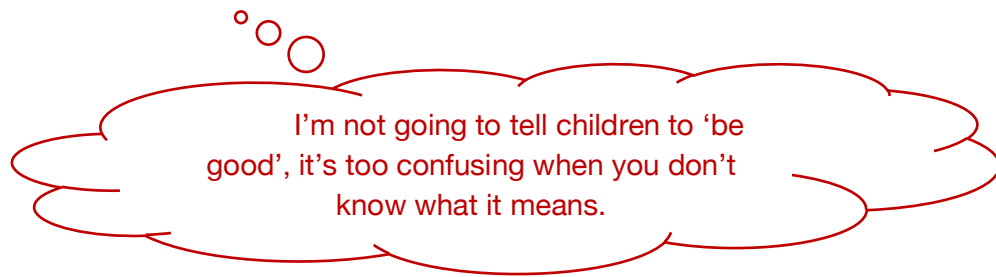 I’m not going to tell children to ‘be
good’, it’s too confusing when you don’t
know what it means.